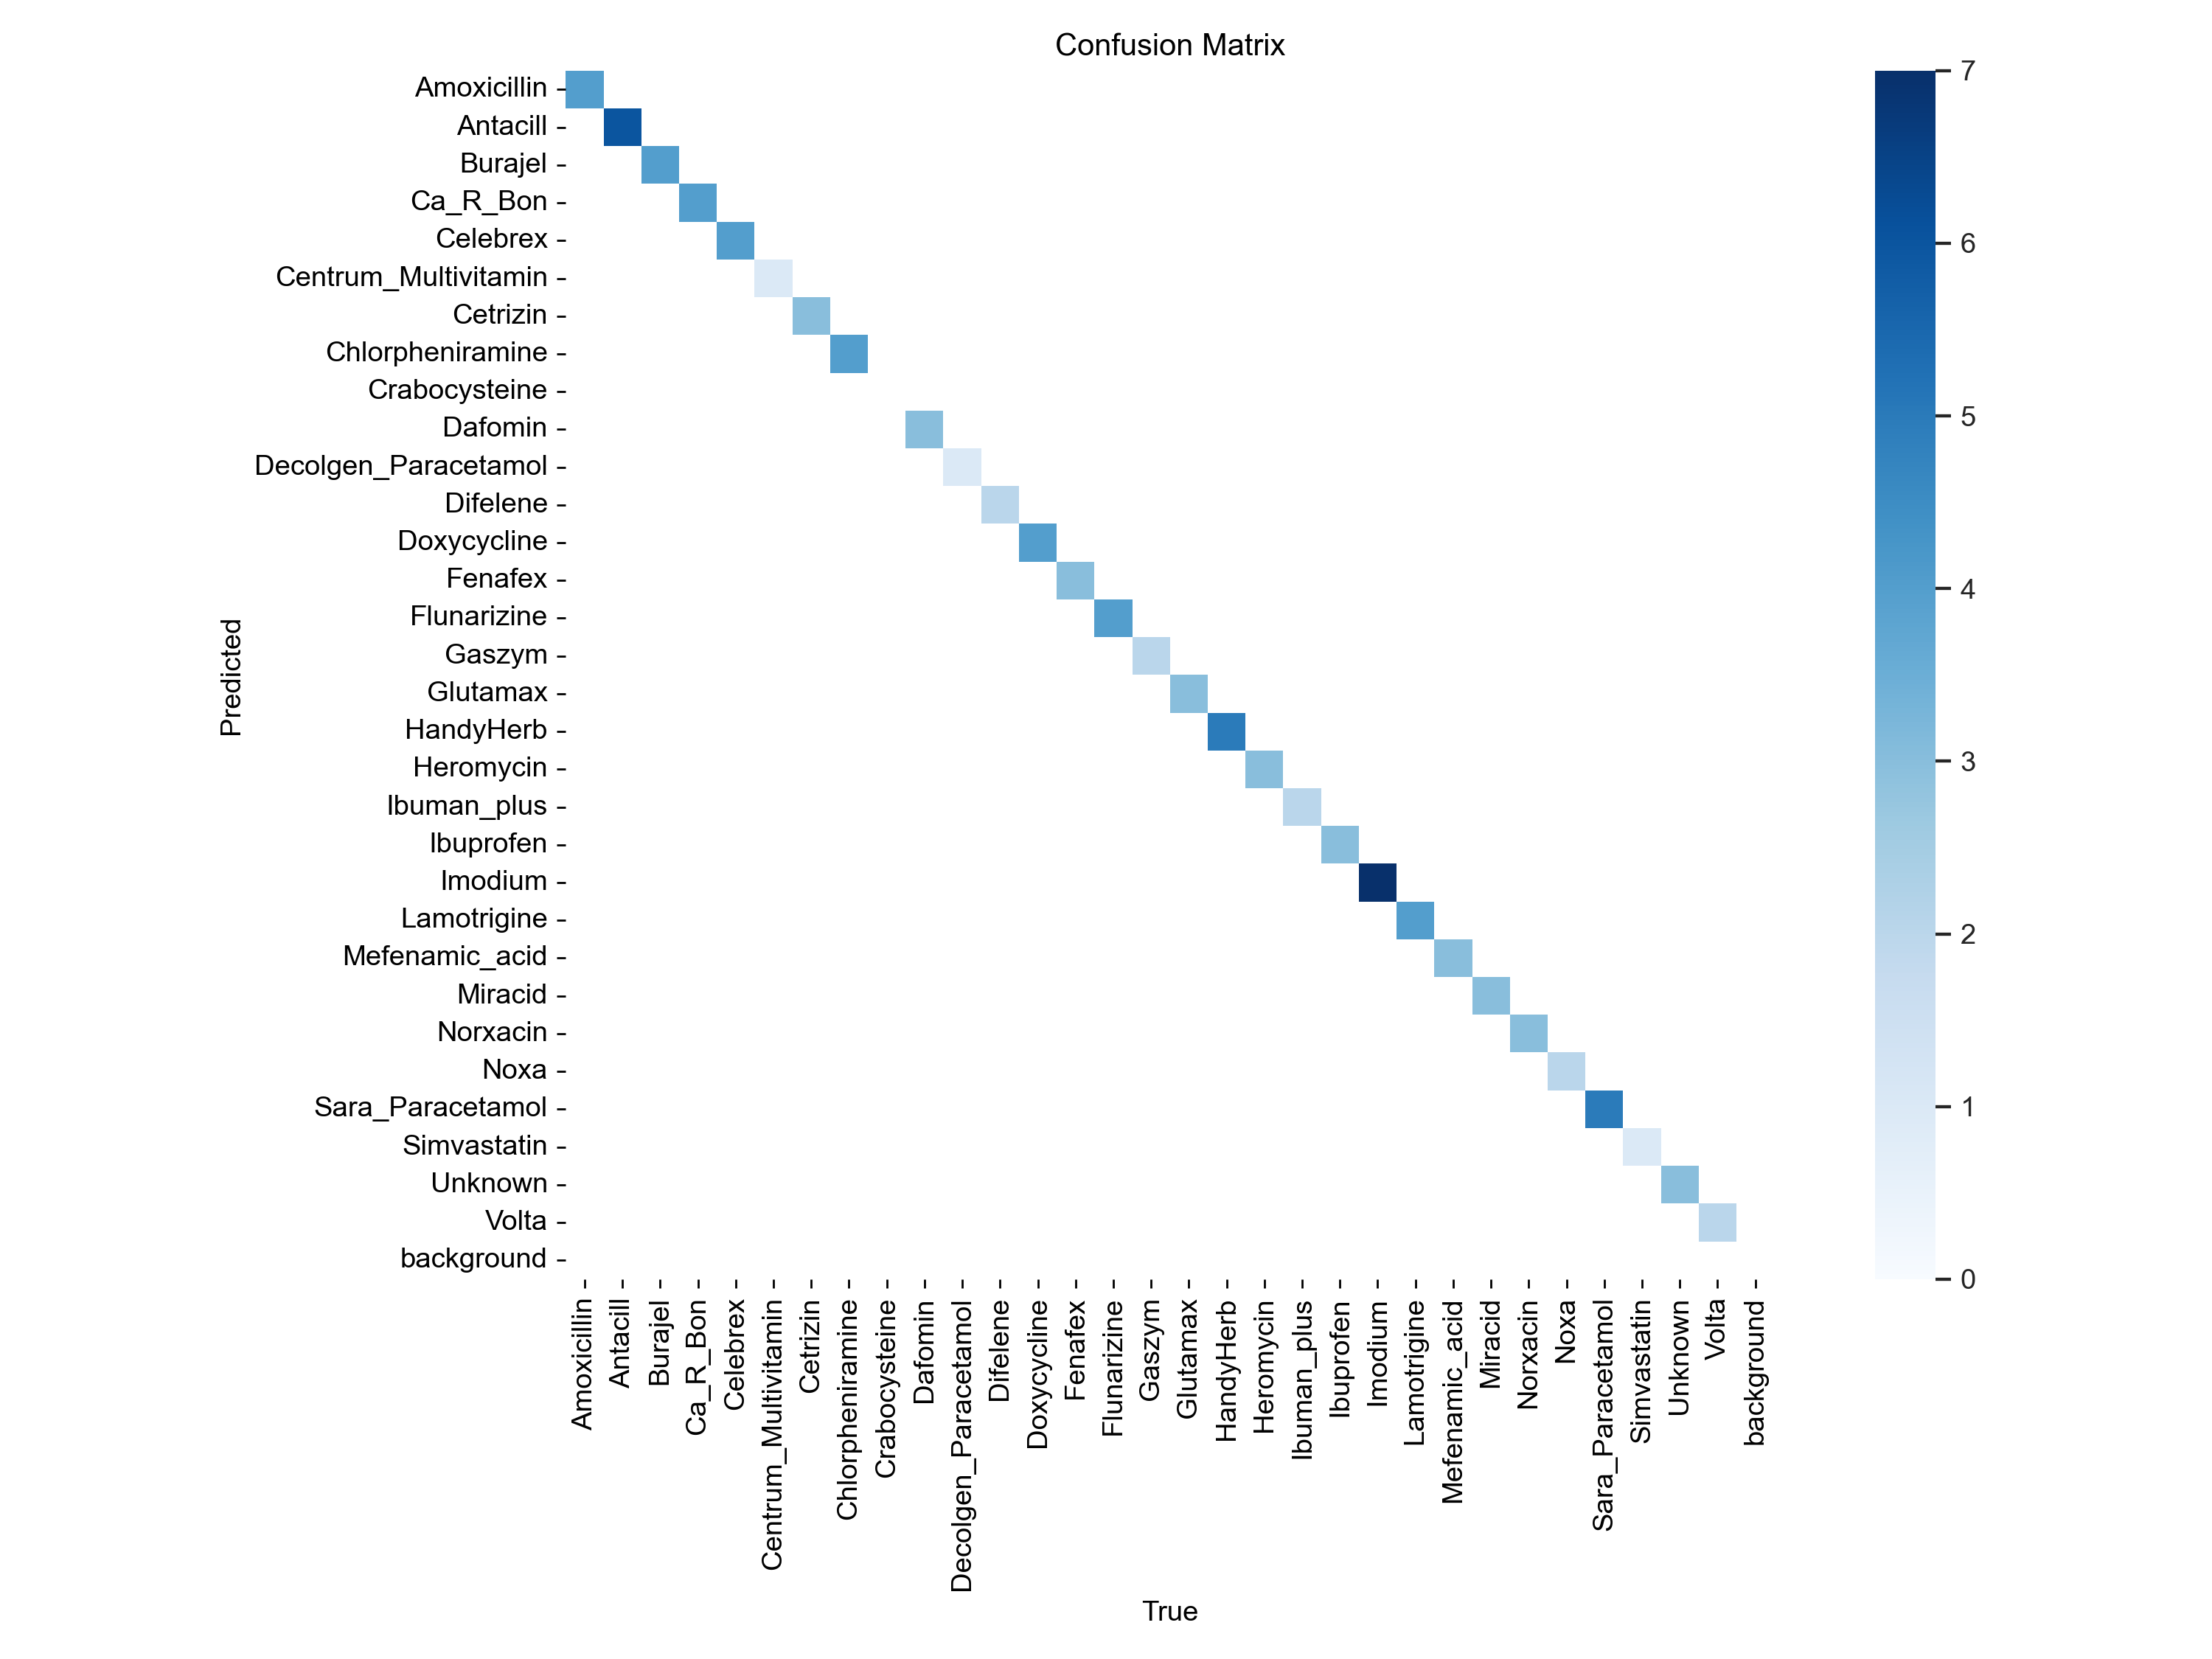 Confusion Matrix
Amoxicillin
Antacill
Burajel
Ca_R_Bon
Celebrex
Centrum_Multivitamin
Cetrizin
Chlorpheniramine
Crabocysteine
Dafomin
Decolgen_Paracetamol
Difelene
Doxycycline
Fenafex
Flunarizine
Gaszym
Glutamax
HandyHerb
Heromycin
Ibuman_plus
Ibuprofen
Imodium
Lamotrigine
Mefenamic_acid
Miracid
Norxacin
Noxa
Sara_Paracetamol
Simvastatin
Unknown
Volta
background
Predicted
Amoxicillin
Antacill
Burajel
Ca_R_Bon
Celebrex
Centrum_Multivitamin
Cetrizin
Chlorpheniramine
Crabocysteine
Dafomin
Decolgen_Paracetamol
Difelene
Doxycycline
Fenafex
Flunarizine
Gaszym
Glutamax
HandyHerb
Heromycin
Ibuman_plus
Ibuprofen
Imodium
Lamotrigine
Mefenamic_acid
Miracid
Norxacin
Noxa
Sara_Paracetamol
Simvastatin
Unknown
Volta
background
True
7
6
5
4
3
2
1
0